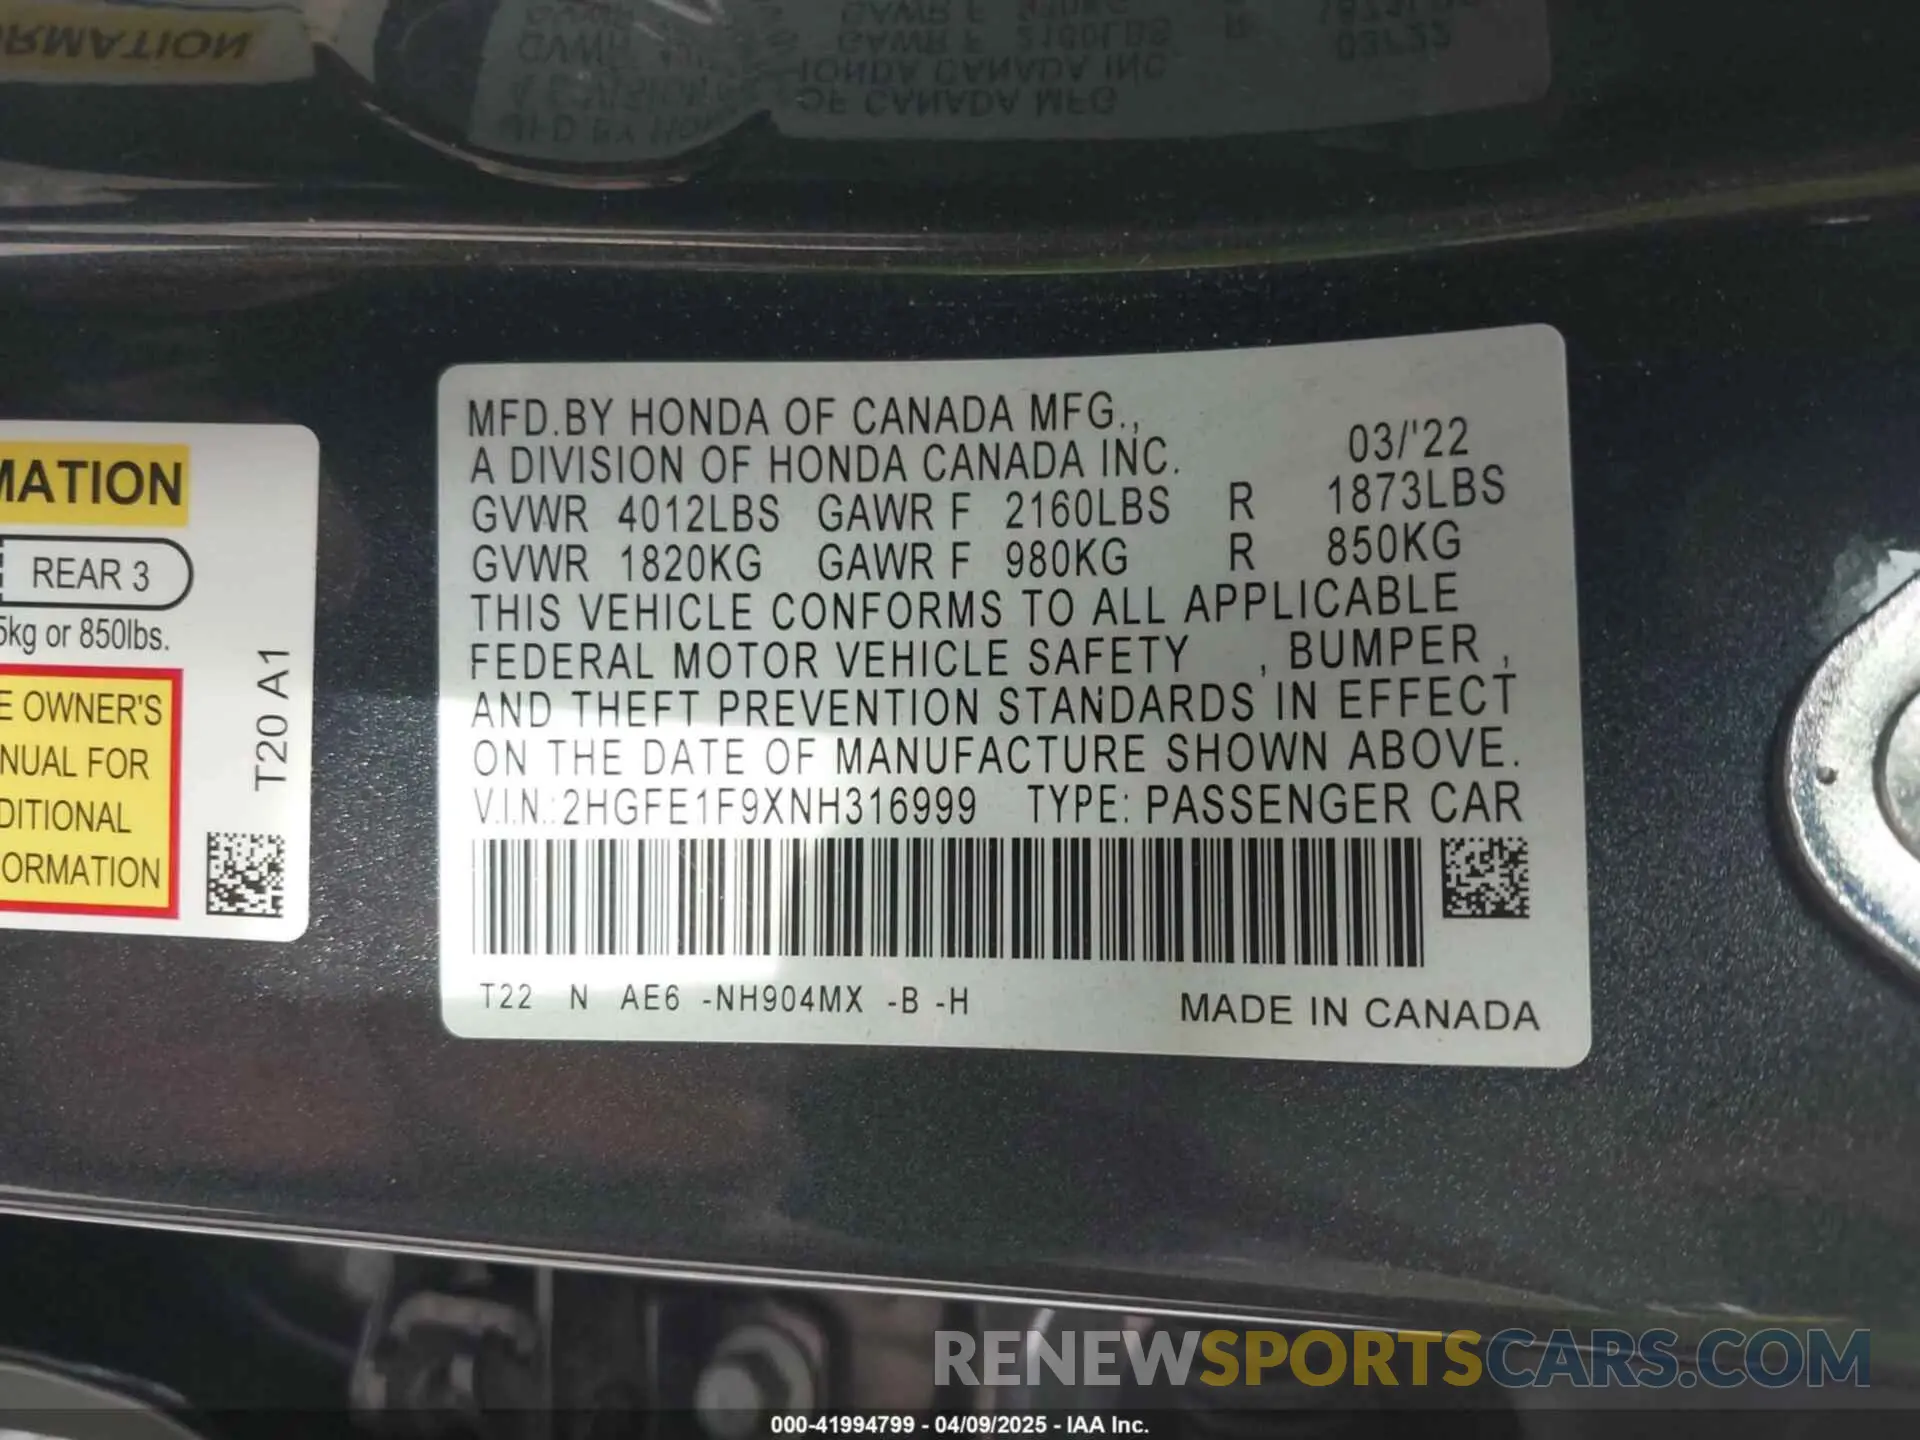 MATION
REAR 3
5kg or 850lbs.
E OWNER'S
NUAL FOR
DITIONAL
ORMATION
T20 A1
MFD.BY HONDA OF CANADA MFG.,
A DIVISION OF HONDA CANADA INC. 03/'22
GVWR 4012LBS GAWR F 2160LBS R 1873LBS
GVWR 1820KG GAWR F 980KG R 850KG
THIS VEHICLE CONFORMS TO ALL APPLICABLE
FEDERAL MOTOR VEHICLE SAFETY , BUMPER ,
AND THEFT PREVENTION STANDARDS IN EFFECT
ON THE DATE OF MANUFACTURE SHOWN ABOVE.
V.I.N.: 2HGFE1F9XNH316999 TYPE: PASSENGER CAR
T22 N AE6 -NH904MX -B -H MADE IN CANADA
RENEWSPORTSCARS.COM
000-41994799 - 04/09/2025 - IAA Inc.